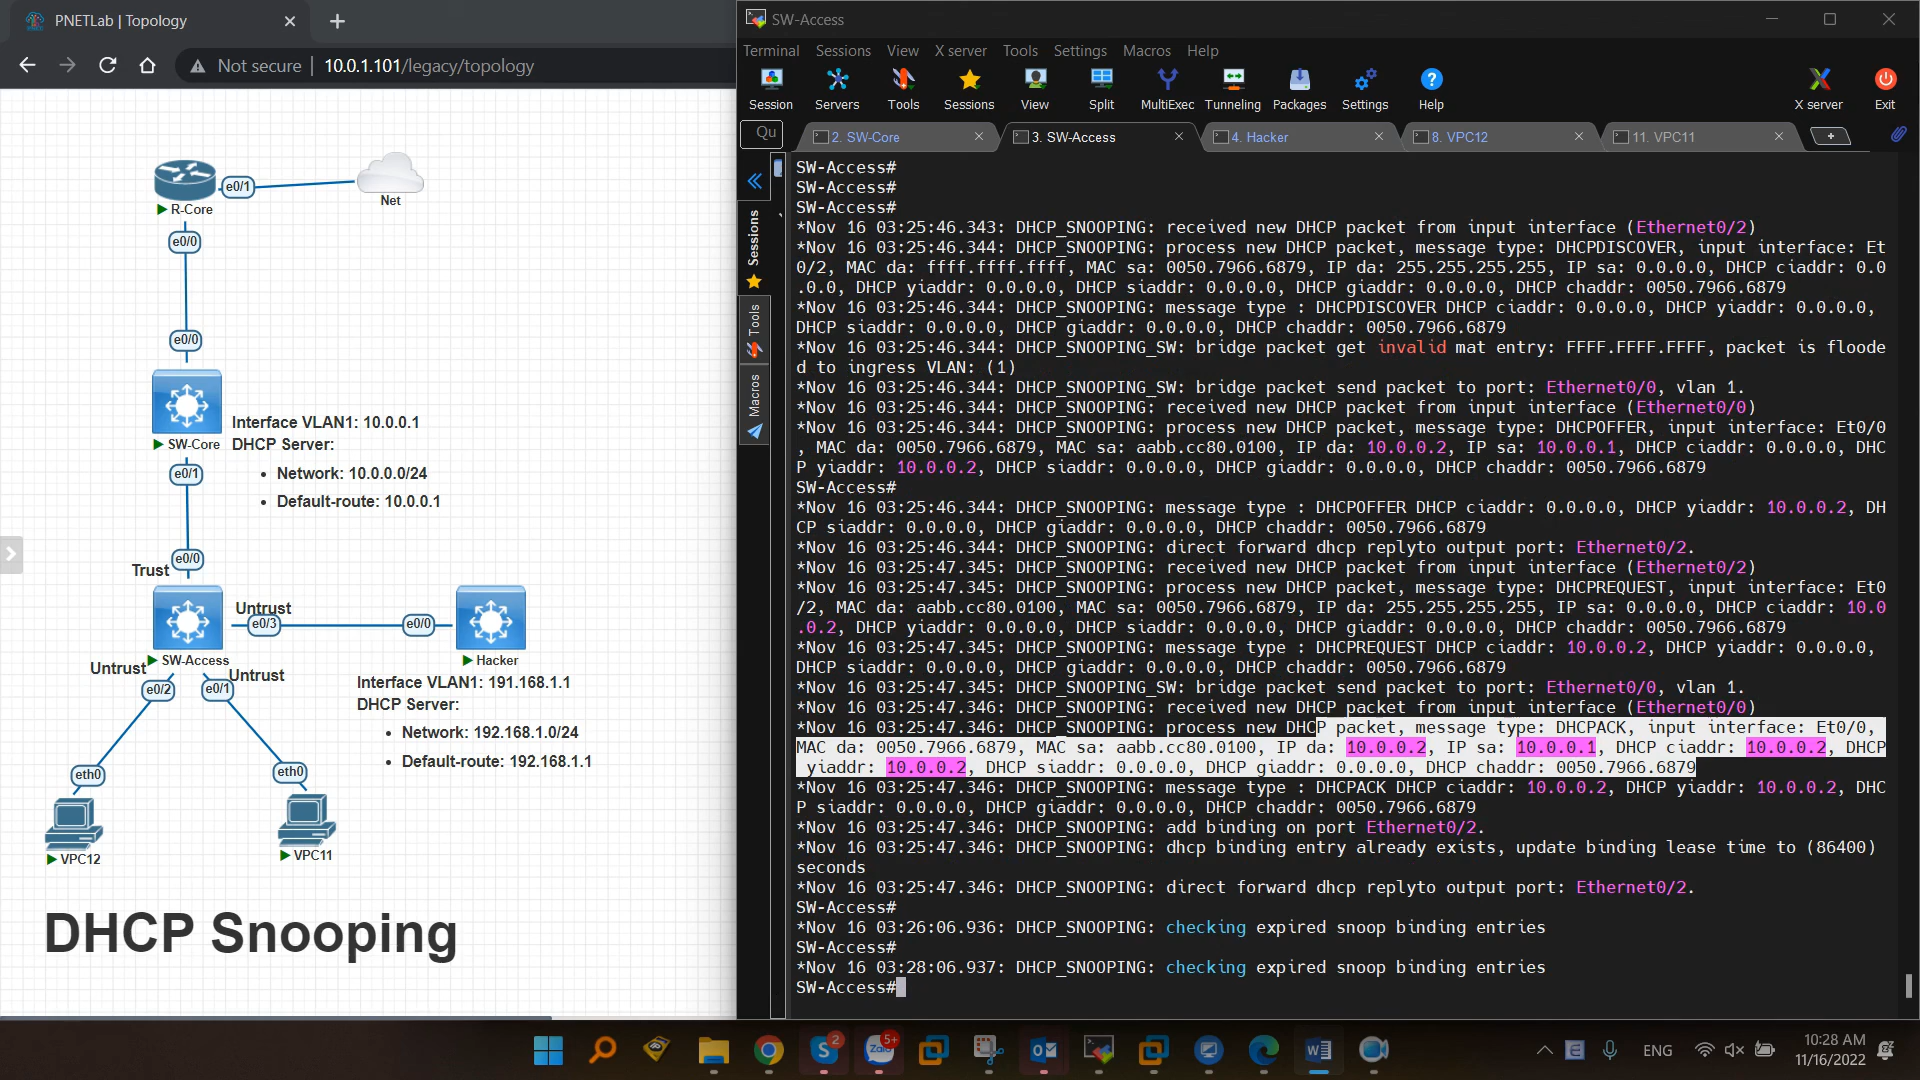 PNETLab | Topology
Not secure
10.0.1.101/legacy/topology
R-Core
e0/1
Net
e0/0
e0/0
SW-Core
Interface VLAN1: 10.0.0.1
DHCP Server:
• Network: 10.0.0.0/24
• Default-route: 10.0.0.1
e0/1
e0/0
Trust
Untrust
e0/3
e0/0
SW-Access
Hacker
Untrust
Untrust
e0/2
e0/1
Interface VLAN1: 191.168.1.1
DHCP Server:
• Network: 192.168.1.0/24
• Default-route: 192.168.1.1
eth0
eth0
VPC12
VPC11
DHCP Snooping
SW-Access
Terminal Sessions View X server Tools Settings Macros Help
Session Servers Tools Sessions View Split MultiExec Tunneling Packages Settings Help X server Exit
Qu
2. SW-Core
3. SW-Access
4. Hacker
8. VPC12
11. VPC11
Sessions
Tools
Macros
SW-Access#
SW-Access#
SW-Access#
*Nov 16 03:25:46.343: DHCP_SNOOPING: received new DHCP packet from input interface (Ethernet0/2)
*Nov 16 03:25:46.344: DHCP_SNOOPING: process new DHCP packet, message type: DHCPDISCOVER, input interface: Et
0/2, MAC da: ffff.ffff.ffff, MAC sa: 0050.7966.6879, IP da: 255.255.255.255, IP sa: 0.0.0.0, DHCP ciaddr: 0.0
.0.0, DHCP yiaddr: 0.0.0.0, DHCP siaddr: 0.0.0.0, DHCP giaddr: 0.0.0.0, DHCP chaddr: 0050.7966.6879
*Nov 16 03:25:46.344: DHCP_SNOOPING: message type : DHCPDISCOVER DHCP ciaddr: 0.0.0.0, DHCP yiaddr: 0.0.0.0,
DHCP siaddr: 0.0.0.0, DHCP giaddr: 0.0.0.0, DHCP chaddr: 0050.7966.6879
*Nov 16 03:25:46.344: DHCP_SNOOPING_SW: bridge packet get invalid mat entry: FFFF.FFFF.FFFF, packet is floode
d to ingress VLAN: (1)
*Nov 16 03:25:46.344: DHCP_SNOOPING_SW: bridge packet send packet to port: Ethernet0/0, vlan 1.
*Nov 16 03:25:46.344: DHCP_SNOOPING: received new DHCP packet from input interface (Ethernet0/0)
*Nov 16 03:25:46.344: DHCP_SNOOPING: process new DHCP packet, message type: DHCPOFFER, input interface: Et0/0
, MAC da: 0050.7966.6879, MAC sa: aabb.cc80.0100, IP da: 10.0.0.2, IP sa: 10.0.0.1, DHCP ciaddr: 0.0.0.0, DHC
P yiaddr: 10.0.0.2, DHCP siaddr: 0.0.0.0, DHCP giaddr: 0.0.0.0, DHCP chaddr: 0050.7966.6879
SW-Access#
*Nov 16 03:25:46.344: DHCP_SNOOPING: message type : DHCPOFFER DHCP ciaddr: 0.0.0.0, DHCP yiaddr: 10.0.0.2, DH
CP siaddr: 0.0.0.0, DHCP giaddr: 0.0.0.0, DHCP chaddr: 0050.7966.6879
*Nov 16 03:25:46.344: DHCP_SNOOPING: direct forward dhcp replyto output port: Ethernet0/2.
*Nov 16 03:25:47.345: DHCP_SNOOPING: received new DHCP packet from input interface (Ethernet0/2)
*Nov 16 03:25:47.345: DHCP_SNOOPING: process new DHCP packet, message type: DHCPREQUEST, input interface: Et0
/2, MAC da: aabb.cc80.0100, MAC sa: 0050.7966.6879, IP da: 255.255.255.255, IP sa: 0.0.0.0, DHCP ciaddr: 10.0
.0.2, DHCP yiaddr: 0.0.0.0, DHCP siaddr: 0.0.0.0, DHCP giaddr: 0.0.0.0, DHCP chaddr: 0050.7966.6879
*Nov 16 03:25:47.345: DHCP_SNOOPING: message type : DHCPREQUEST DHCP ciaddr: 10.0.0.2, DHCP yiaddr: 0.0.0.0,
DHCP siaddr: 0.0.0.0, DHCP giaddr: 0.0.0.0, DHCP chaddr: 0050.7966.6879
*Nov 16 03:25:47.345: DHCP_SNOOPING_SW: bridge packet send packet to port: Ethernet0/0, vlan 1.
*Nov 16 03:25:47.346: DHCP_SNOOPING: received new DHCP packet from input interface (Ethernet0/0)
*Nov 16 03:25:47.346: DHCP_SNOOPING: process new DHCP packet, message type: DHCPACK, input interface: Et0/0,
MAC da: 0050.7966.6879, MAC sa: aabb.cc80.0100, IP da: 10.0.0.2, IP sa: 10.0.0.1, DHCP ciaddr: 10.0.0.2, DHCP
yiaddr: 10.0.0.2, DHCP siaddr: 0.0.0.0, DHCP giaddr: 0.0.0.0, DHCP chaddr: 0050.7966.6879
*Nov 16 03:25:47.346: DHCP_SNOOPING: message type : DHCPACK DHCP ciaddr: 10.0.0.2, DHCP yiaddr: 10.0.0.2, DHC
P siaddr: 0.0.0.0, DHCP giaddr: 0.0.0.0, DHCP chaddr: 0050.7966.6879
*Nov 16 03:25:47.346: DHCP_SNOOPING: add binding on port Ethernet0/2.
*Nov 16 03:25:47.346: DHCP_SNOOPING: dhcp binding entry already exists, update binding lease time to (86400)
seconds
*Nov 16 03:25:47.346: DHCP_SNOOPING: direct forward dhcp replyto output port: Ethernet0/2.
SW-Access#
*Nov 16 03:26:06.936: DHCP_SNOOPING: checking expired snoop binding entries
SW-Access#
*Nov 16 03:28:06.937: DHCP_SNOOPING: checking expired snoop binding entries
SW-Access#
2
Zalo
5+
ENG
10:28 AM
11/16/2022